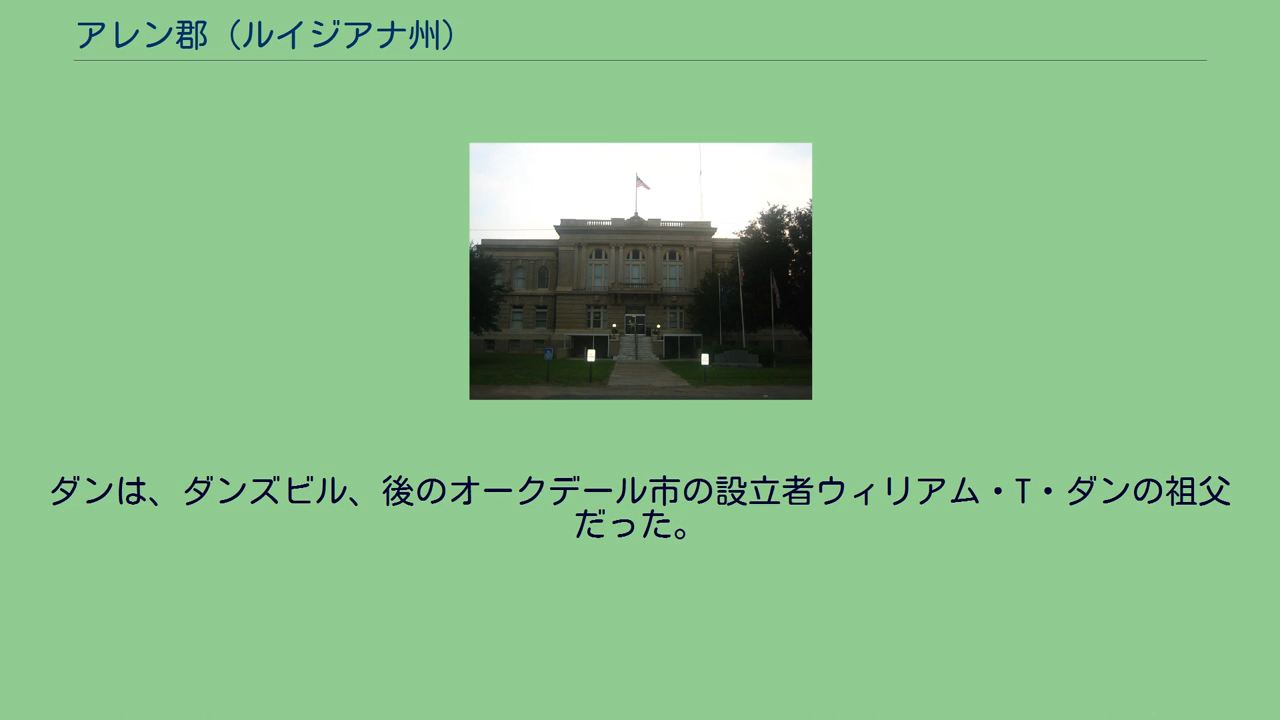 アレン郡（ルイジアナ州）
ダンは、ダンズビル、後のオークデール市の設立者ウィリアム・T・ダンの祖父
だった。